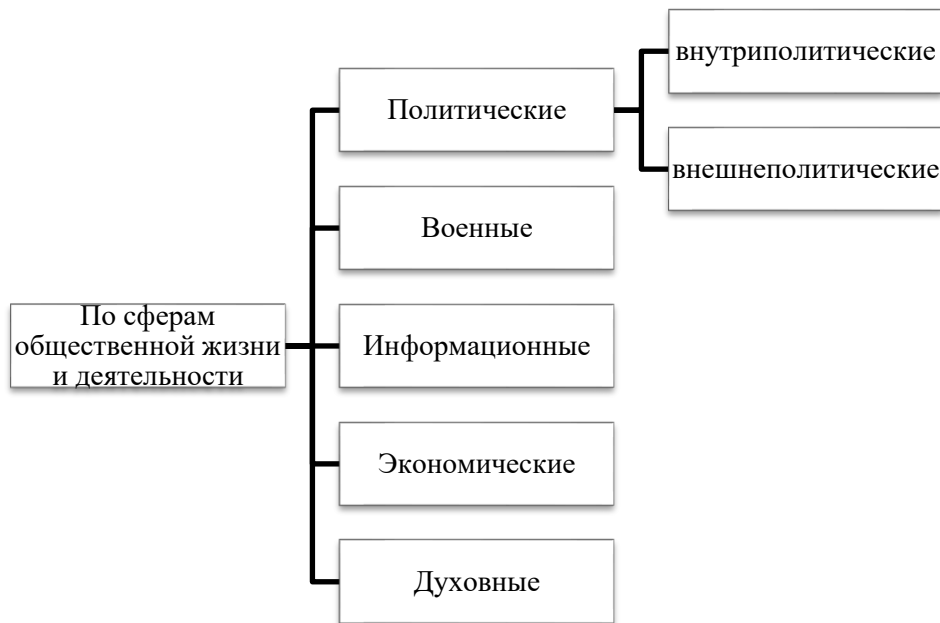 внутриполитические
Политические
внешнеполитические
Военные
По сферам
общественной жизни
и деятельности
Информационные
Экономические
Духовные